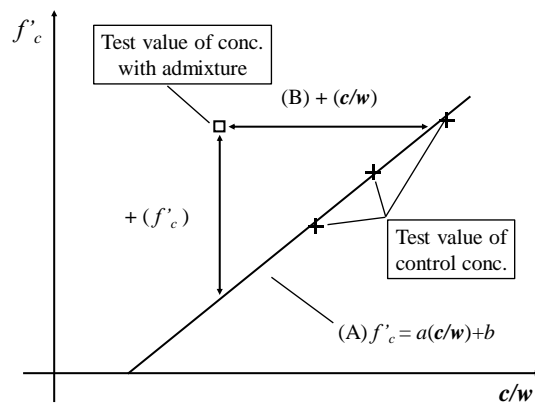 f'c
Test value of conc.
with admixture
(B) + (c/w)
+ (f'c)
Test value of
control conc.
(A) f'c = a(c/w)+b
c/w